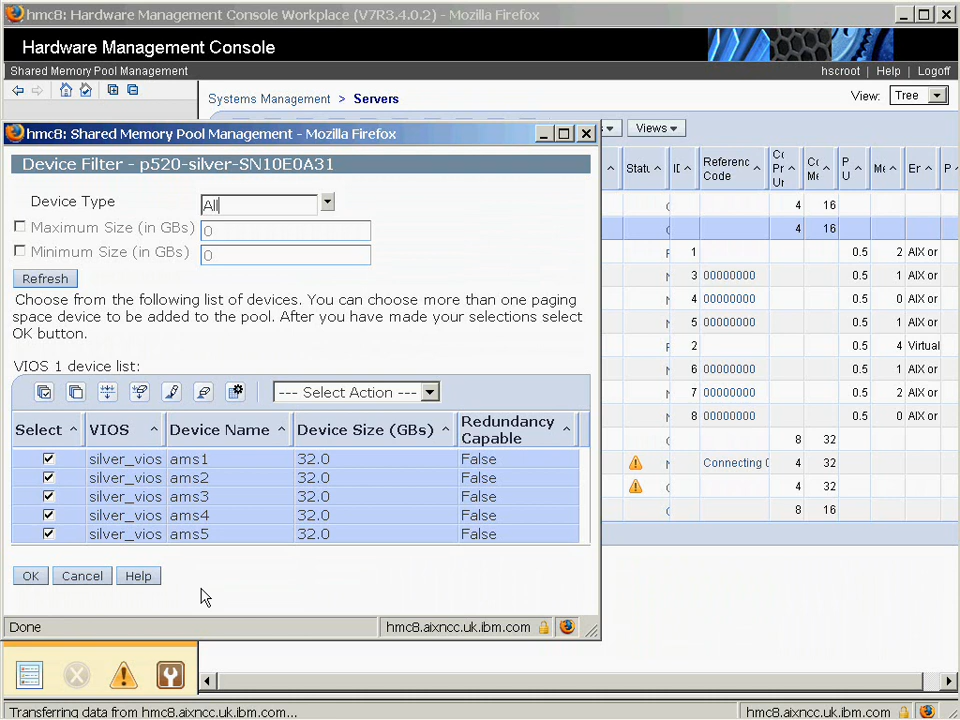 hmc8: Hardware Management Console Workplace (V7R3.4.0.2) - Mozilla Firefox
Hardware Management Console
Shared Memory Pool Management
hscroot | Help | Logoff
Systems Management > Servers
View: Tree
hmc8: Shared Memory Pool Management - Mozilla Firefox
Views
Device Filter - p520-silver-SN10E0A31
Device Type All
Maximum Size (in GBs) 0
Minimum Size (in GBs) 0
Refresh
Choose from the following list of devices. You can choose more than one paging
space device to be added to the pool. After you have made your selections select
OK button.
VIOS 1 device list:
--- Select Action ---
Select VIOS Device Name Device Size (GBs) Redundancy
Capable
silver_vios ams1 32.0 False
silver_vios ams2 32.0 False
silver_vios ams3 32.0 False
silver_vios ams4 32.0 False
silver_vios ams5 32.0 False
OK Cancel Help
Done hmc8.aixncc.uk.ibm.com
Reference
Code
4 16
4 16
1 0.5 2 AIX or
3 00000000 0.5 1 AIX or
4 00000000 0.5 0 AIX or
5 00000000 0.5 1 AIX or
2 0.5 4 Virtual
6 00000000 0.5 1 AIX or
7 00000000 0.5 2 AIX or
8 00000000 0.5 0 AIX or
8 32
Connecting 4 32
4 32
8 16
Transferring data from hmc8.aixncc.uk.ibm.com... hmc8.aixncc.uk.ibm.com